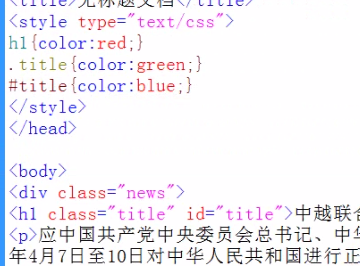 <title>无标题文档</title>
<style type="text/css">
h1{color:red;}
.title{color:green;}
#title{color:blue;}
</style>
</head>
<body>
<div class="news">
<h1 class="title" id="title">中越联合
<p>应中国共产党中央委员会总书记、中华
年4月7日至10日对中华人民共和国进行正